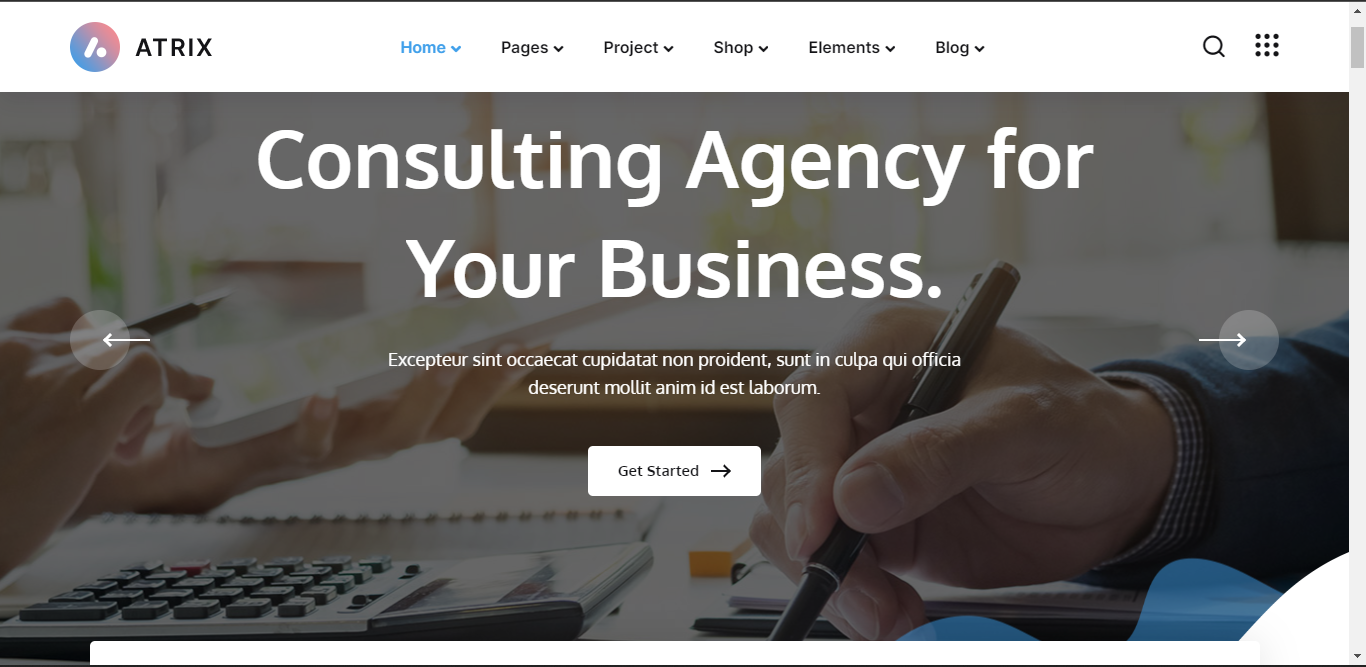 ATRIX
Home Pages Project Shop Elements Blog
Consulting Agency for
Your Business.
Excepteur sint occaecat cupidatat non proident, sunt in culpa qui officia
deserunt mollit anim id est laborum.
Get Started